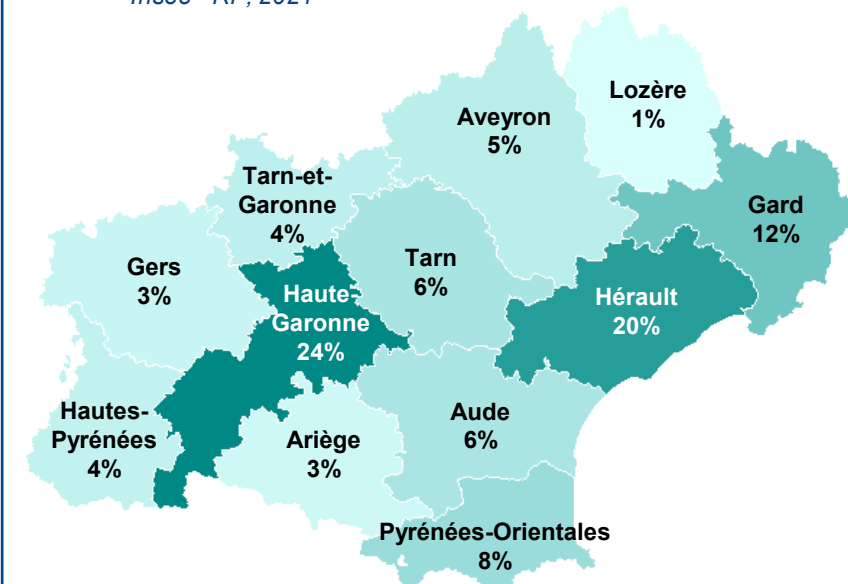 Lozère
1%
Aveyron
5%
Tarn-et-
Garonne
4%
Gard
12%
Gers
3%
Tarn
6%
Haute-
Garonne
24%
Hérault
20%
Hautes-
Pyrénées
4%
Ariège
3%
Aude
6%
Pyrénées-Orientales
8%